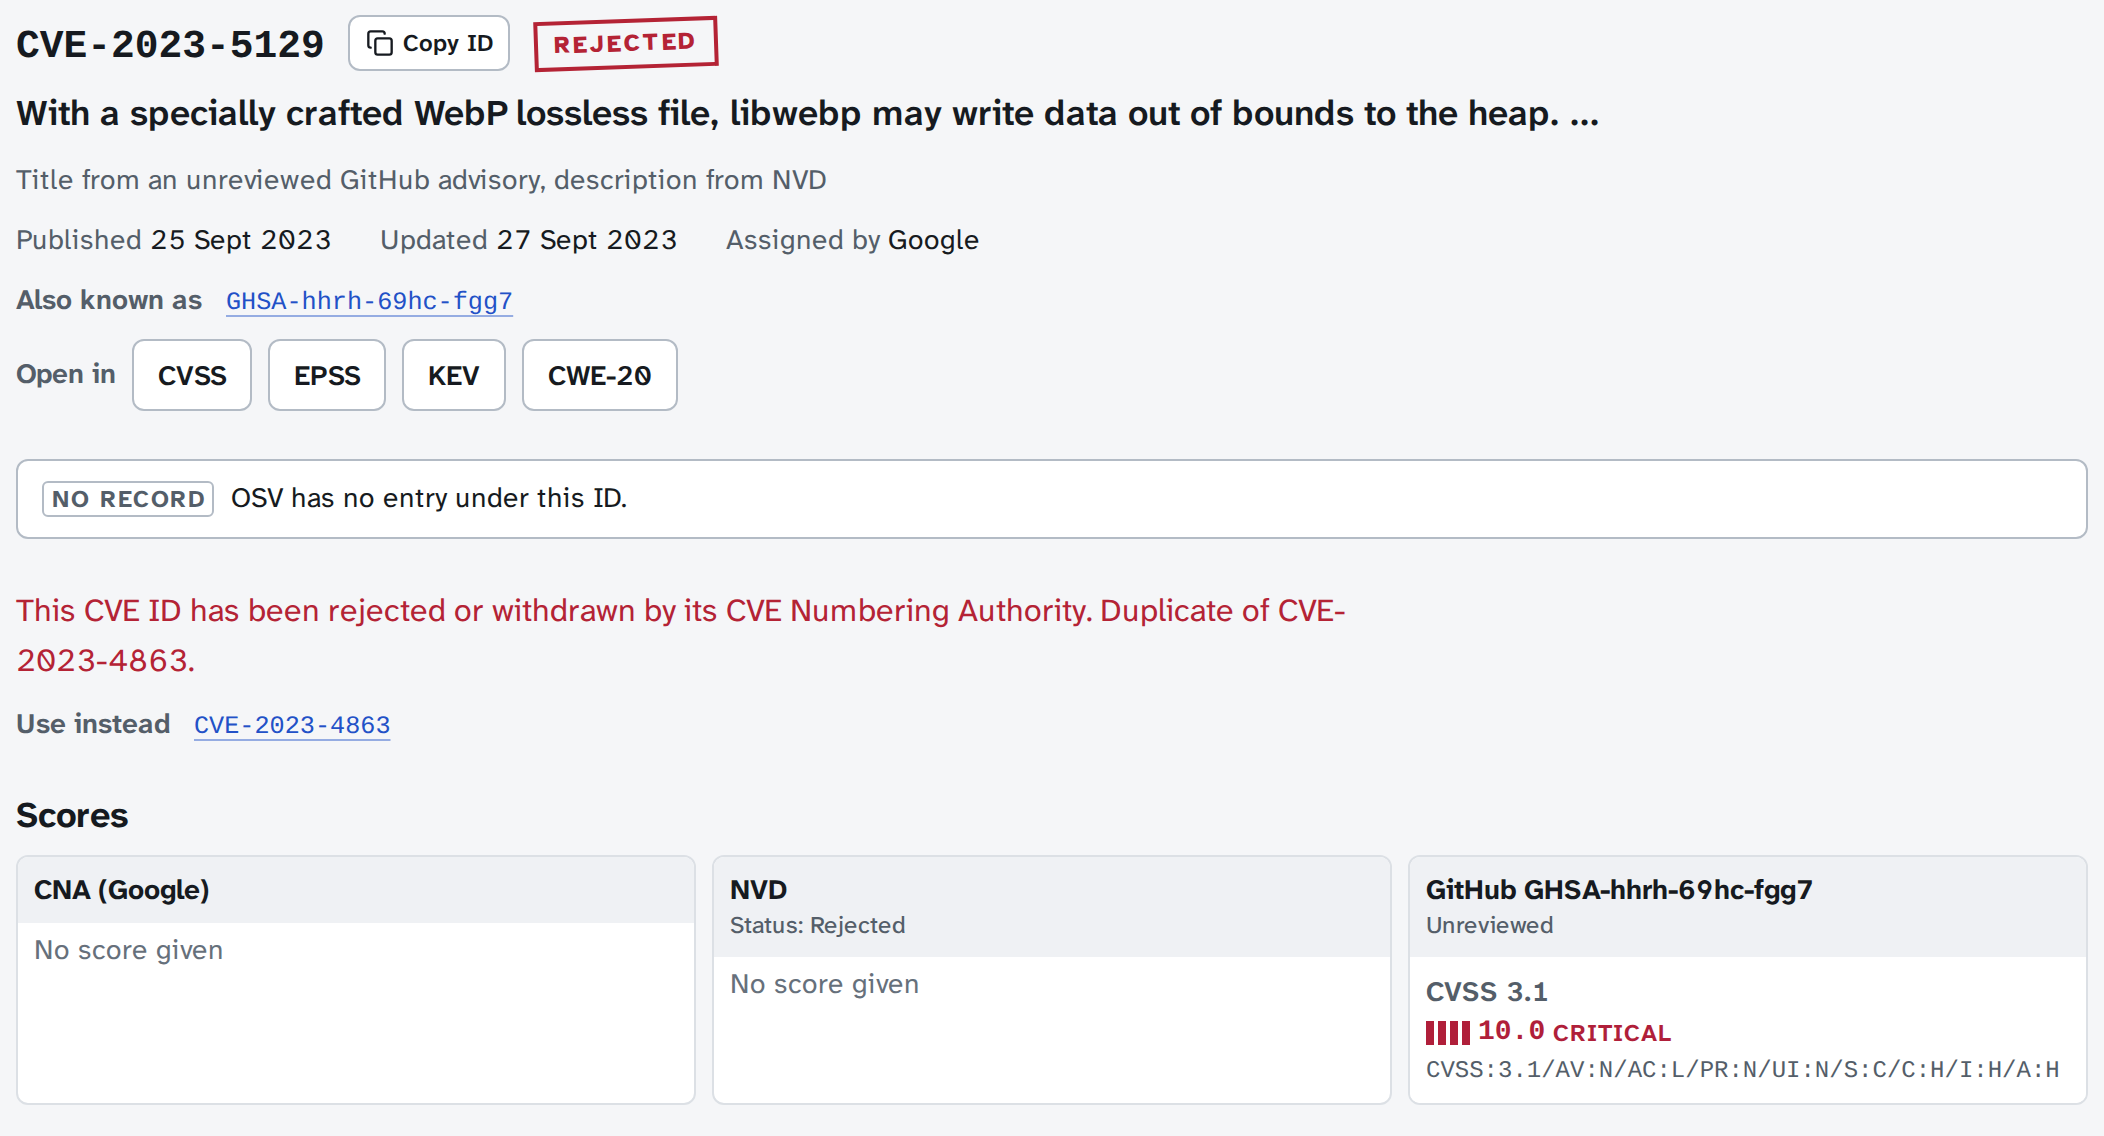 CVE-2023-5129 Copy ID REJECTED
With a specially crafted WebP lossless file, libwebp may write data out of bounds to the heap. ...
Title from an unreviewed GitHub advisory, description from NVD
Published 25 Sept 2023 Updated 27 Sept 2023 Assigned by Google
Also known as GHSA-hhrh-69hc-fgg7
Open in CVSS EPSS KEV CWE-20
NO RECORD OSV has no entry under this ID.
This CVE ID has been rejected or withdrawn by its CVE Numbering Authority. Duplicate of CVE-
2023-4863.
Use instead CVE-2023-4863
Scores
CNA (Google)
No score given
NVD
Status: Rejected
No score given
GitHub GHSA-hhrh-69hc-fgg7
Unreviewed
CVSS 3.1
10.0 CRITICAL
CVSS:3.1/AV:N/AC:L/PR:N/UI:N/S:C/C:H/I:H/A:H